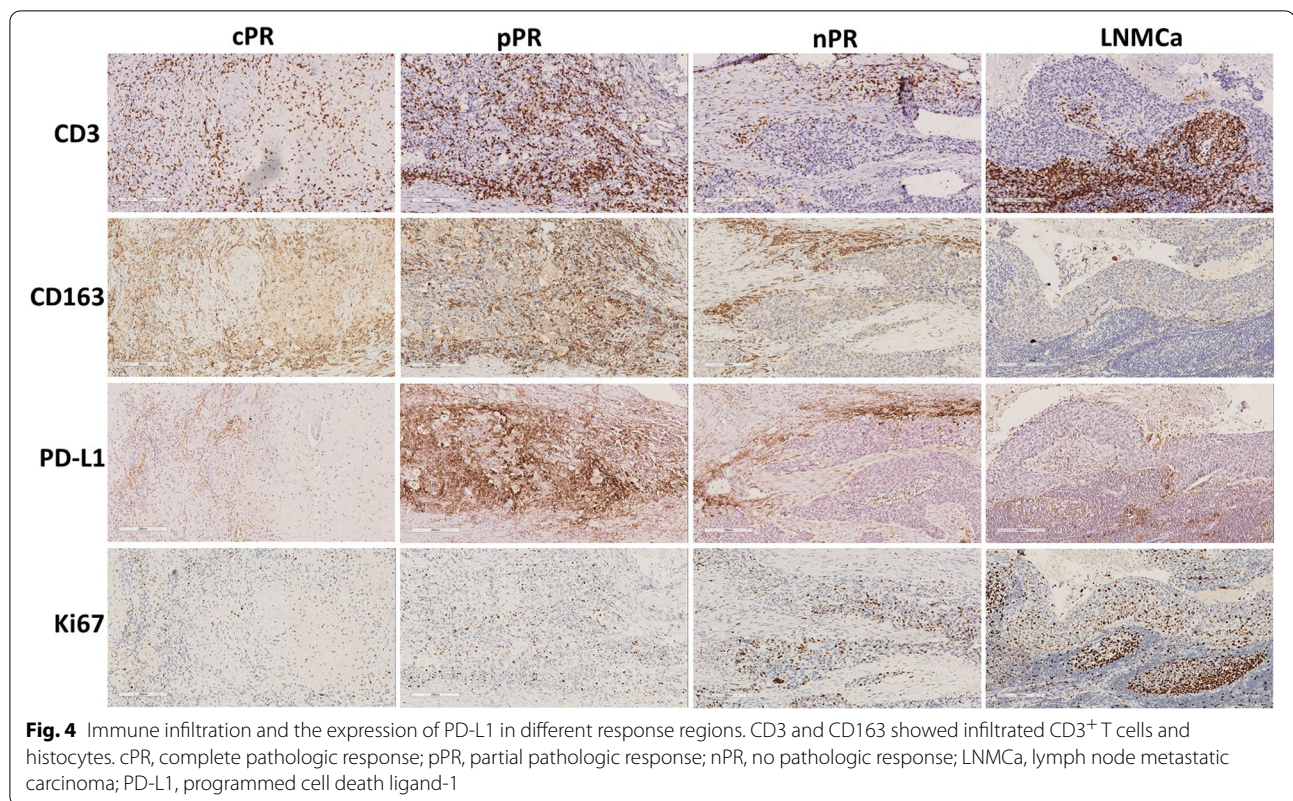 cPR pPR nPR LNMCa
CD3
CD163
PD-L1
Ki67
Fig. 4 Immune infiltration and the expression of PD-L1 in different response regions. CD3 and CD163 showed infiltrated CD3+ T cells and
histocytes. cPR, complete pathologic response; pPR, partial pathologic response; nPR, no pathologic response; LNMCa, lymph node metastatic
carcinoma; PD-L1, programmed cell death ligand-1